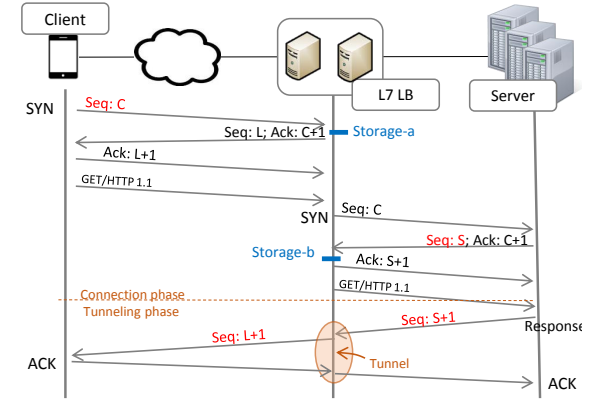 Client
L7 LB
Server
SYN
Seq: C
Seq: L; Ack: C+1
Storage-a
Ack: L+1
GET/HTTP 1.1
SYN
Seq: C
Seq: S; Ack: C+1
Storage-b
Ack: S+1
GET/HTTP 1.1
Connection phase
Tunneling phase
Seq: S+1
Response
Seq: L+1
Tunnel
ACK
ACK